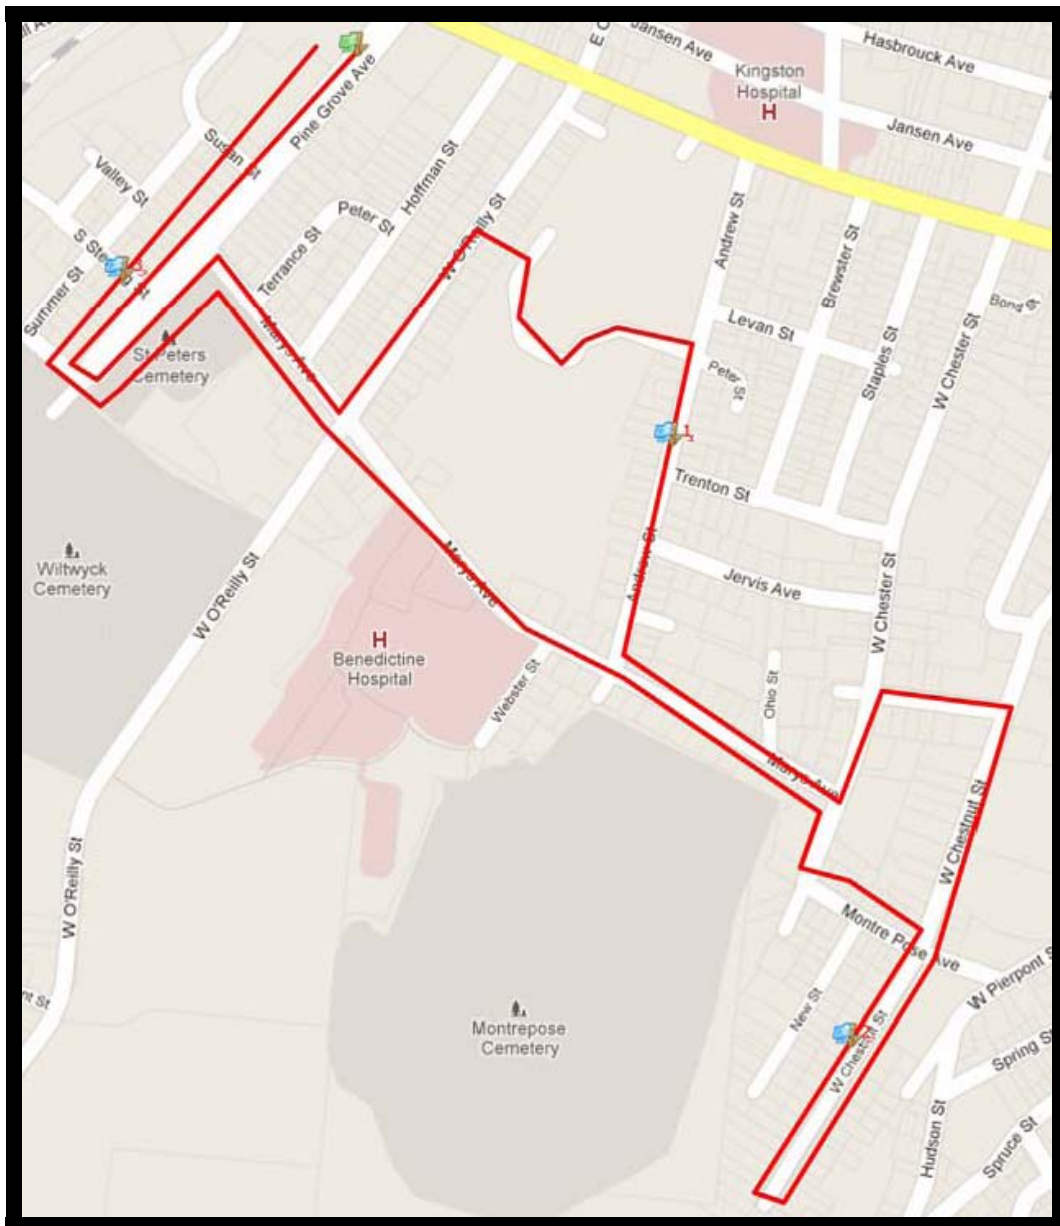 Jansen Ave
Hasbrouck Ave
Kingston
Hospital
H
Jansen Ave
Pine Grove Ave
Susan St
Valley St
Hoffman St
Peter St
Terrance St
W O'Reilly St
Andrew St
Brewster St
S Sterling St
Summer St
St Peters
Cemetery
Marys Ave
Levan St
Peter St
Staples St
W Chester St
Bond St
1
Trenton St
Wiltwyck
Cemetery
W O'Reilly St
Marys Ave
Andrew St
Jervis Ave
W Chester St
H
Benedictine
Hospital
Webster St
Ohio St
Marys Ave
W Chestnut St
W O'Reilly St
Montre Pose Ave
W Pierpont S
nt St
New St
Montrepose
Cemetery
W Chestnut St
Spring St
Hudson St
Spruce St